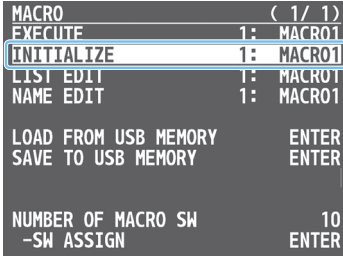 MACRO ( 1/ 1)
EXECUTE 1: MACRO1
INITIALIZE 1: MACRO1
LIST EDIT 1: MACRO1
NAME EDIT 1: MACRO1
LOAD FROM USB MEMORY ENTER
SAVE TO USB MEMORY ENTER
NUMBER OF MACRO SW 10
-SW ASSIGN ENTER